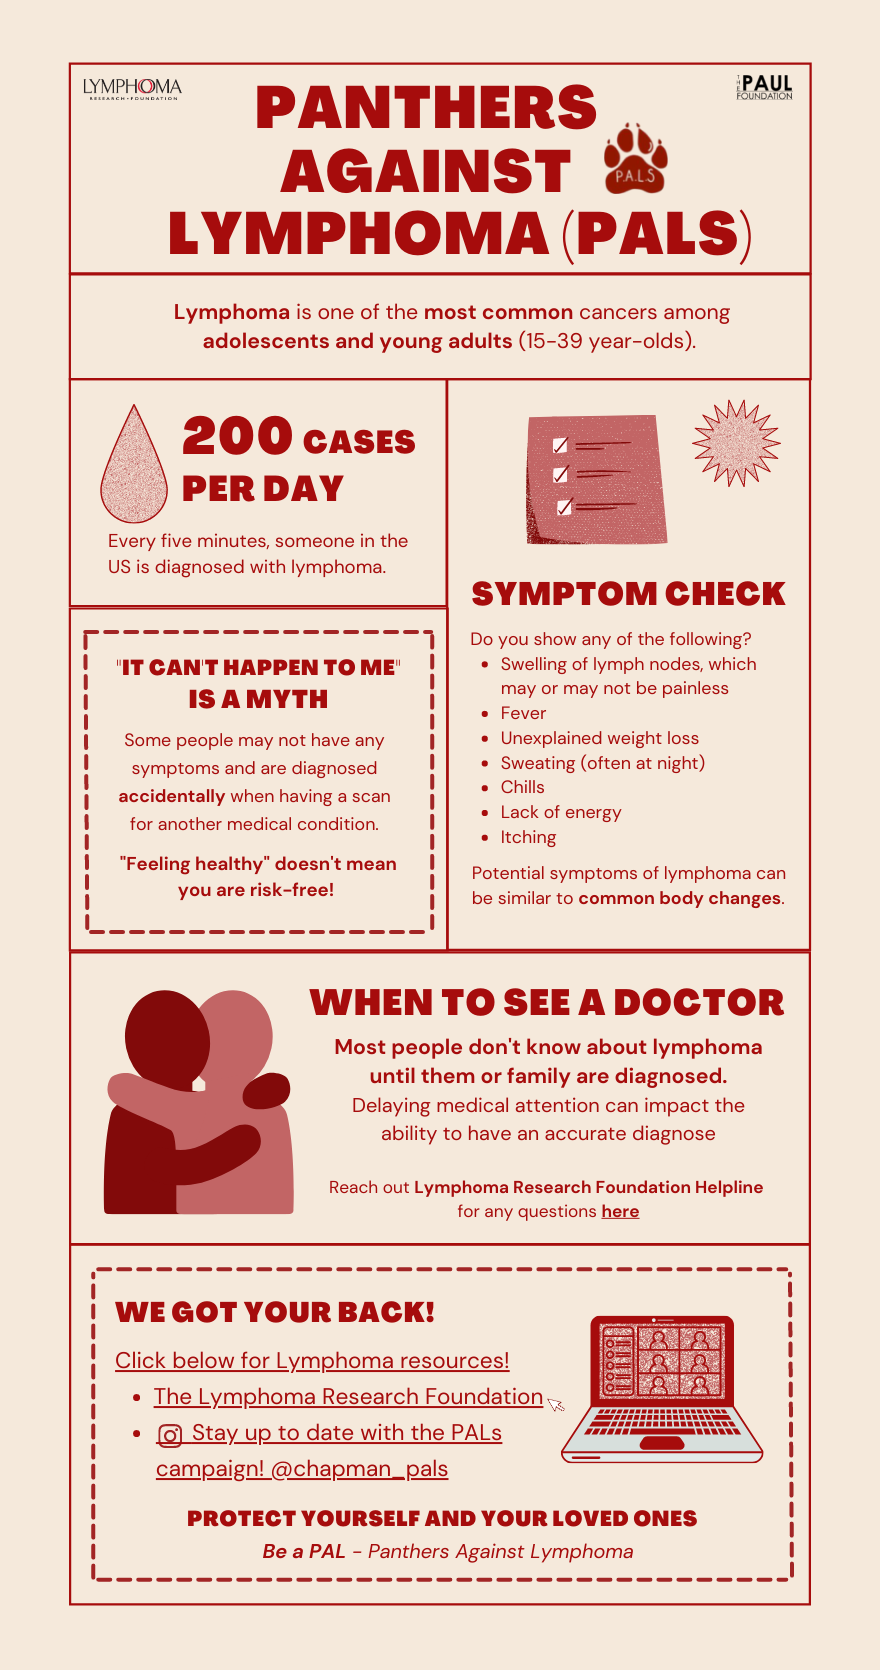 LYMPHOMA
RESEARCH • FOUNDATION
THE PAUL
FOUNDATION
PANTHERS
AGAINST
P.A.L.S
LYMPHOMA (PALS)
Lymphoma is one of the most common cancers among
adolescents and young adults (15-39 year-olds).
200 CASES
PER DAY
Every five minutes, someone in the
US is diagnosed with lymphoma.
"IT CAN'T HAPPEN TO ME"
IS A MYTH
Some people may not have any
symptoms and are diagnosed
accidentally when having a scan
for another medical condition.
"Feeling healthy" doesn't mean
you are risk-free!
SYMPTOM CHECK
Do you show any of the following?
• Swelling of lymph nodes, which
may or may not be painless
• Fever
• Unexplained weight loss
• Sweating (often at night)
• Chills
• Lack of energy
• Itching
Potential symptoms of lymphoma can
be similar to common body changes.
WHEN TO SEE A DOCTOR
Most people don't know about lymphoma
until them or family are diagnosed.
Delaying medical attention can impact the
ability to have an accurate diagnose
Reach out Lymphoma Research Foundation Helpline
for any questions here
WE GOT YOUR BACK!
Click below for Lymphoma resources!
• The Lymphoma Research Foundation
• Stay up to date with the PALs
campaign! @chapman_pals
PROTECT YOURSELF AND YOUR LOVED ONES
Be a PAL - Panthers Against Lymphoma